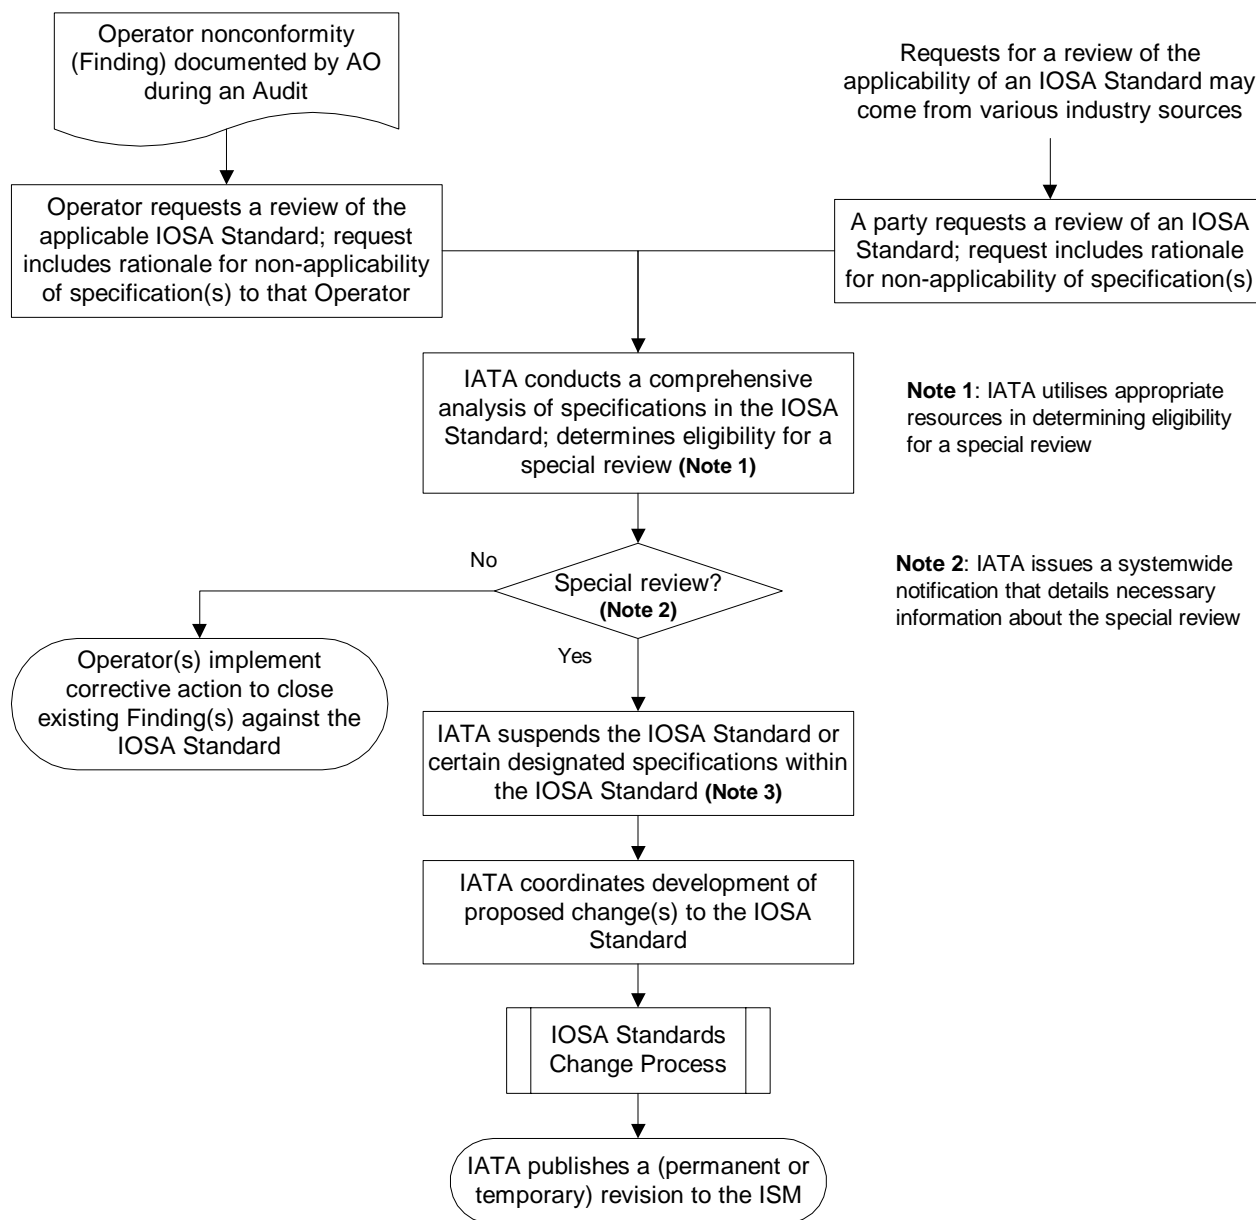 Operator nonconformity
(Finding) documented by AO
during an Audit
Requests for a review of the
applicability of an IOSA Standard may
come from various industry sources
Operator requests a review of the
applicable IOSA Standard; request
includes rationale for non-applicability
of specification(s) to that Operator
A party requests a review of an IOSA
Standard; request includes rationale
for non-applicability of specification(s)
IATA conducts a comprehensive
analysis of specifications in the IOSA
Standard; determines eligibility for a
special review (Note 1)
Note 1: IATA utilises appropriate
resources in determining eligibility
for a special review
No
Special review?
(Note 2)
Yes
Note 2: IATA issues a systemwide
notification that details necessary
information about the special review
Operator(s) implement
corrective action to close
existing Finding(s) against the
IOSA Standard
IATA suspends the IOSA Standard or
certain designated specifications within
the IOSA Standard (Note 3)
IATA coordinates development of
proposed change(s) to the IOSA
Standard
IOSA Standards
Change Process
IATA publishes a (permanent or
temporary) revision to the ISM